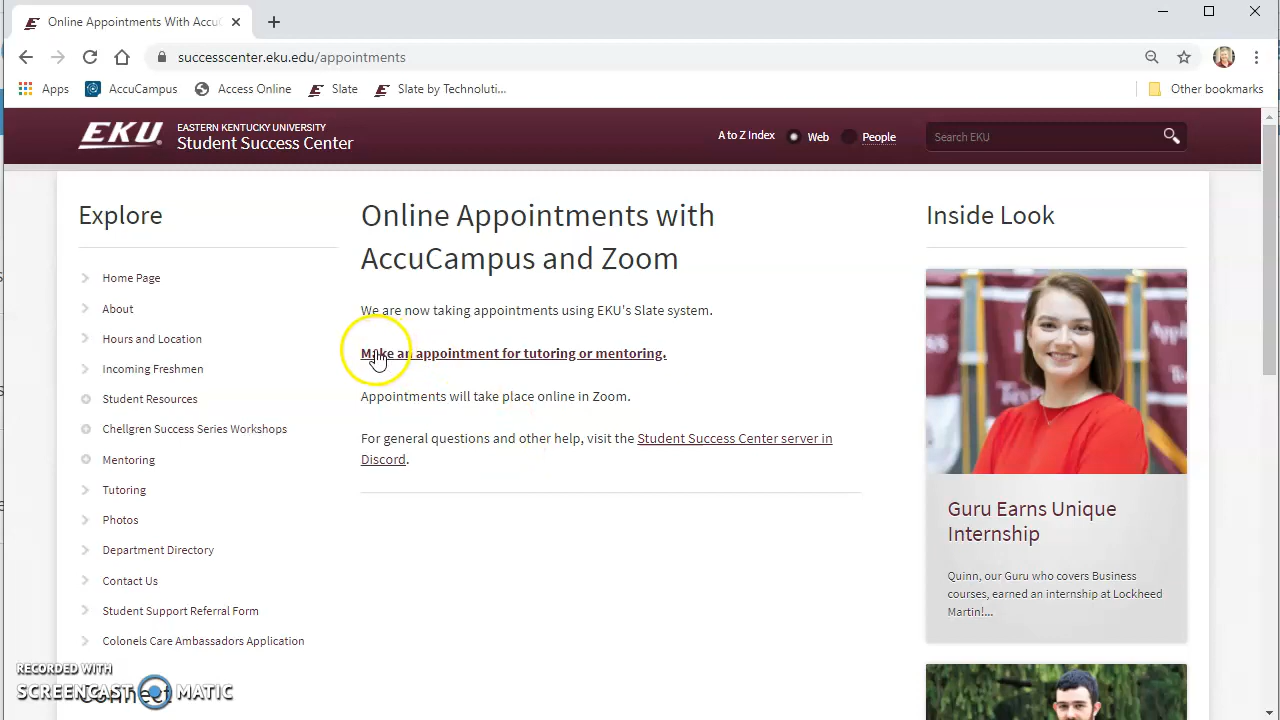 Online Appointments With AccuC
successcenter.eku.edu/appointments
Apps
AccuCampus
Access Online
Slate
Slate by Technoluti...
Other bookmarks
EKU
EASTERN KENTUCKY UNIVERSITY
Student Success Center
A to Z Index
Web
People
Search EKU
Explore
Home Page
About
Hours and Location
Incoming Freshmen
Student Resources
Chellgren Success Series Workshops
Mentoring
Tutoring
Photos
Department Directory
Contact Us
Student Support Referral Form
Colonels Care Ambassadors Application
Connect
Online Appointments with
AccuCampus and Zoom
We are now taking appointments using EKU's Slate system.
Make an appointment for tutoring or mentoring.
Appointments will take place online in Zoom.
For general questions and other help, visit the Student Success Center server in
Discord.
Inside Look
Guru Earns Unique
Internship
Quinn, our Guru who covers Business
courses, earned an internship at Lockheed
Martin!...
RECORDED WITH
SCREENCAST MATIC